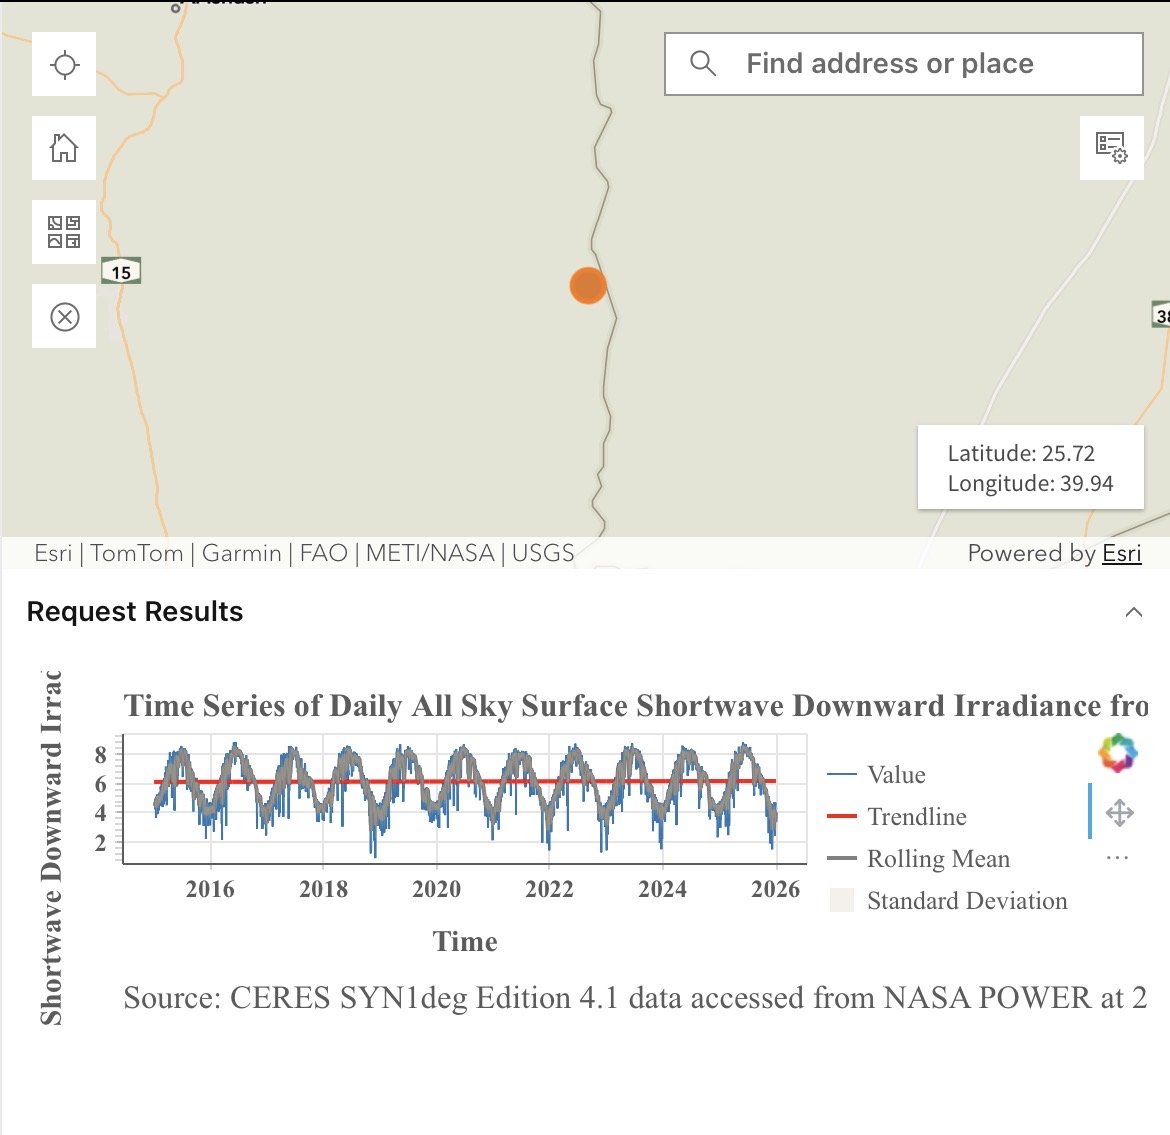 Find address or place
15
38
Latitude: 25.72
Longitude: 39.94
Esri | TomTom | Garmin | FAO | METI/NASA | USGS
Powered by Esri
Request Results
Time Series of Daily All Sky Surface Shortwave Downward Irradiance fro
Shortwave Downward Irrad
8
6
4
2
2016 2018 2020 2022 2024 2026
Time
Value
Trendline
Rolling Mean
Standard Deviation
Source: CERES SYN1deg Edition 4.1 data accessed from NASA POWER at 2